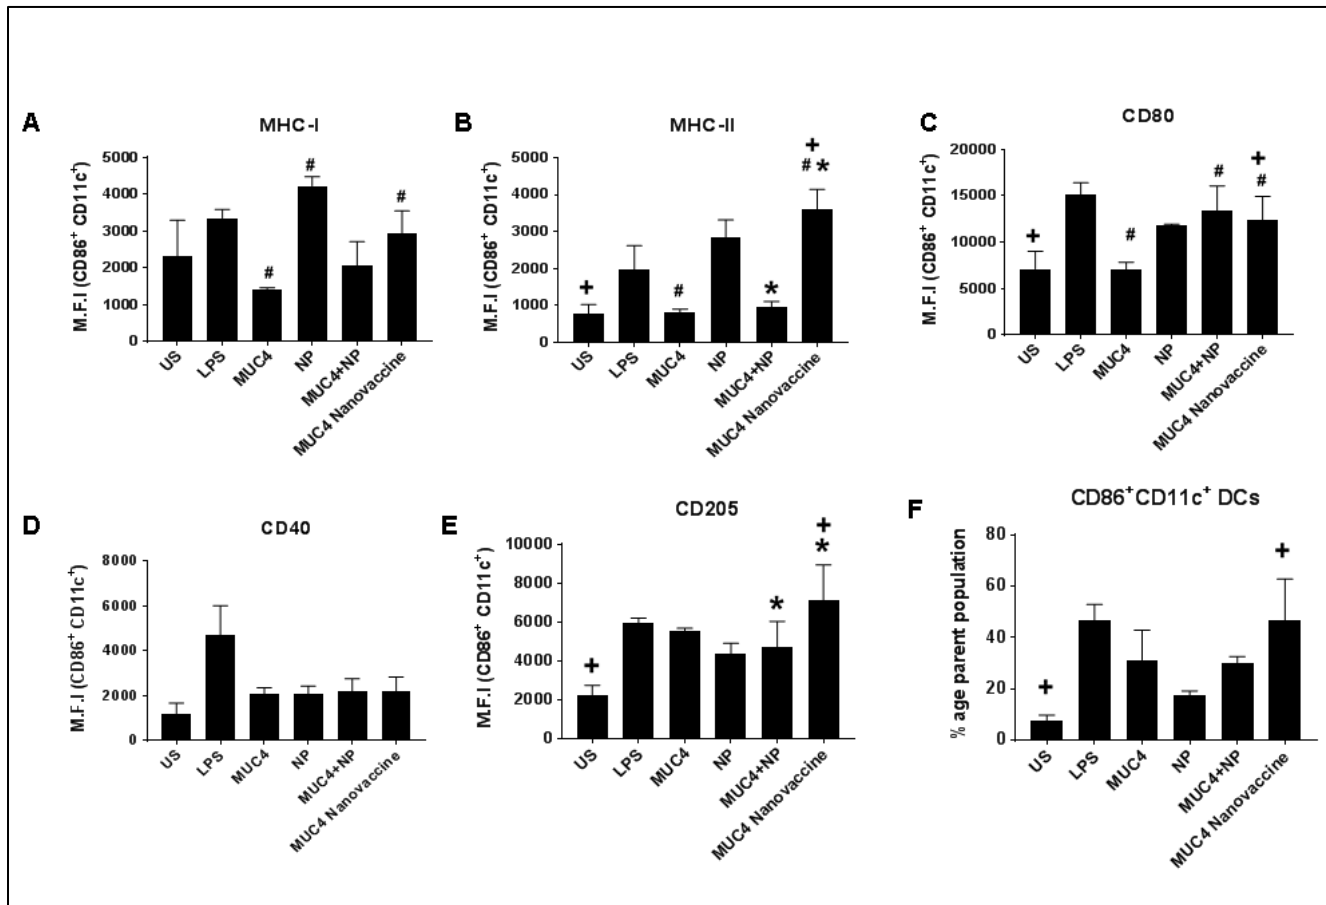 A
MHC-I
M.F.I (CD86+ CD11c+)
5000
4000
3000
2000
1000
0
#
#
#
US
LPS
MUC4
NP
MUC4+NP
MUC4 Nanovaccine
B
MHC-II
M.F.I (CD86+ CD11c+)
5000
4000
3000
2000
1000
0
+
#
*
+
# *
US
LPS
MUC4
NP
MUC4+NP
MUC4 Nanovaccine
C
CD80
M.F.I (CD86+ CD11c+)
20000
15000
10000
5000
0
+
#
#
+
#
US
LPS
MUC4
NP
MUC4+NP
MUC4 Nanovaccine
D
CD40
M.F.I (CD86+ CD11c+)
8000
6000
4000
2000
0
US
LPS
MUC4
NP
MUC4+NP
MUC4 Nanovaccine
E
CD205
M.F.I (CD86+ CD11c+)
10000
8000
6000
4000
2000
0
+
*
+
*
US
LPS
MUC4
NP
MUC4+NP
MUC4 Nanovaccine
F
CD86+CD11c+ DCs
% age parent population
80
60
40
20
0
+
+
US
LPS
MUC4
NP
MUC4+NP
MUC4 Nanovaccine